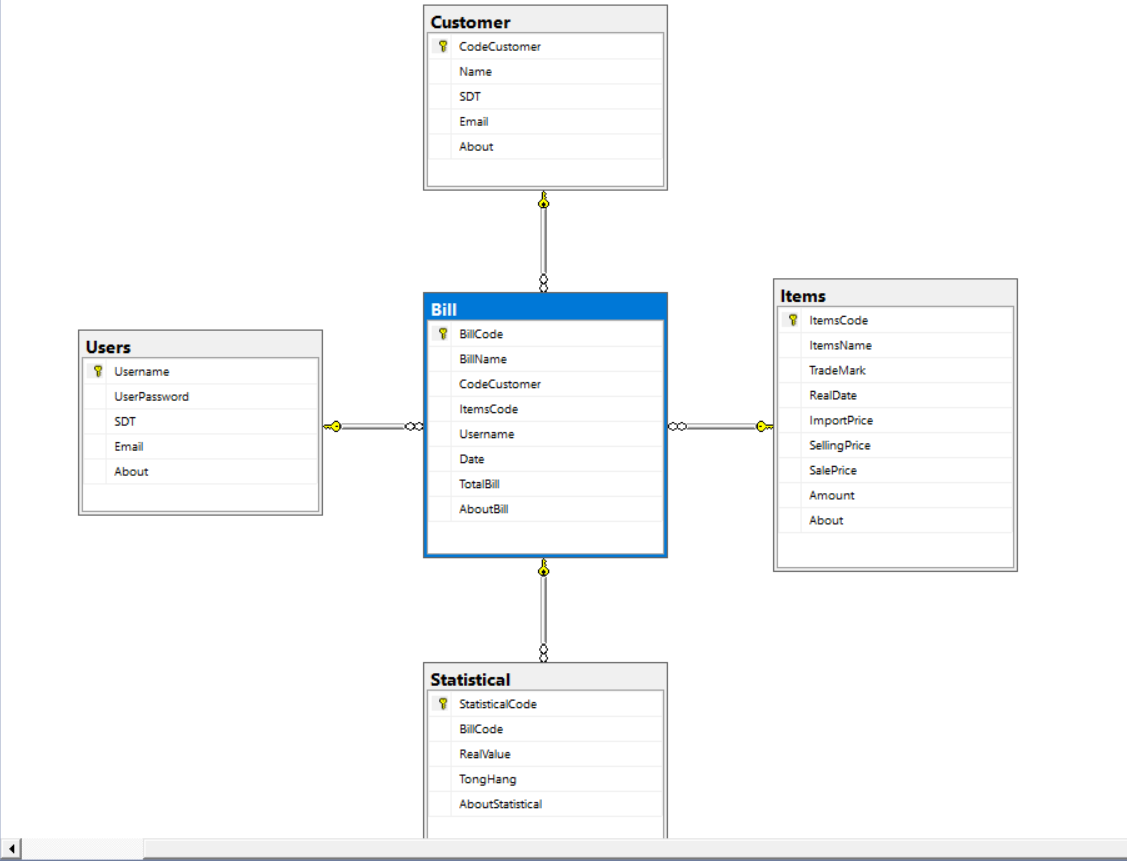 Customer
CodeCustomer
Name
SDT
Email
About
Users
Username
UserPassword
SDT
Email
About
Bill
BillCode
BillName
CodeCustomer
ItemsCode
Username
Date
TotalBill
AboutBill
Items
ItemsCode
ItemsName
TradeMark
RealDate
ImportPrice
SellingPrice
SalePrice
Amount
About
Statistical
StatisticalCode
BillCode
RealValue
TongHang
AboutStatistical